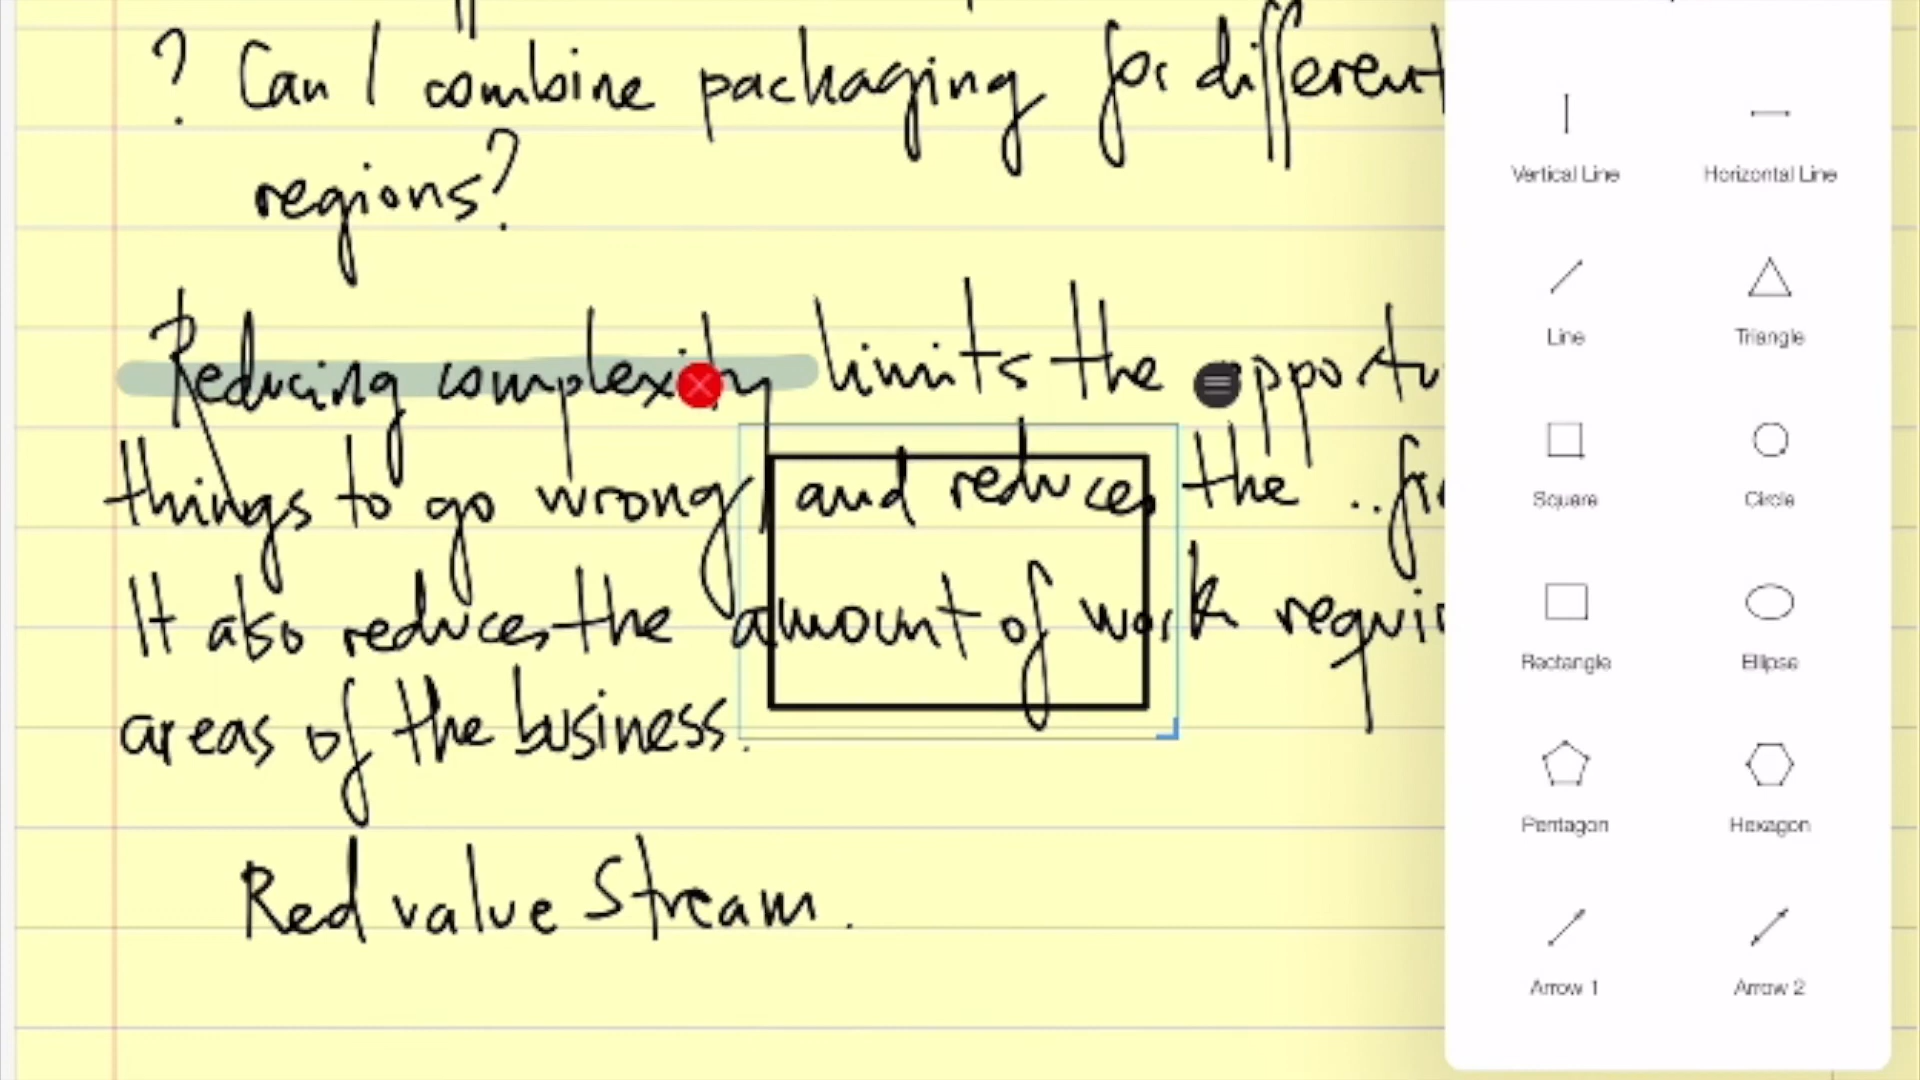 ? Can I combine packaging for different
regions?
Reducing complexity limits the opportu
things to go wrong, and reduces the ..
It also reduces the amount of work requir
areas of the business.
Red value Stream.
Vertical Line
Horizontal Line
Line
Triangle
Square
Circle
Rectangle
Ellipse
Pentagon
Hexagon
Arrow 1
Arrow 2